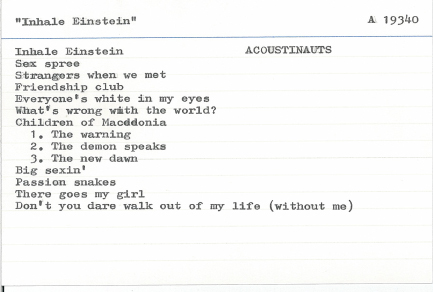 "Inhale Einstein" A 19340
Inhale Einstein ACOUSTINAUTS
Sex spree
Strangers when we met
Friendship club
Everyone's white in my eyes
What's wrong with the world?
Children of Macedonia
1. The warning
2. The demon speaks
3. The new dawn
Big sexin'
Passion snakes
There goes my girl
Don't you dare walk out of my life (without me)